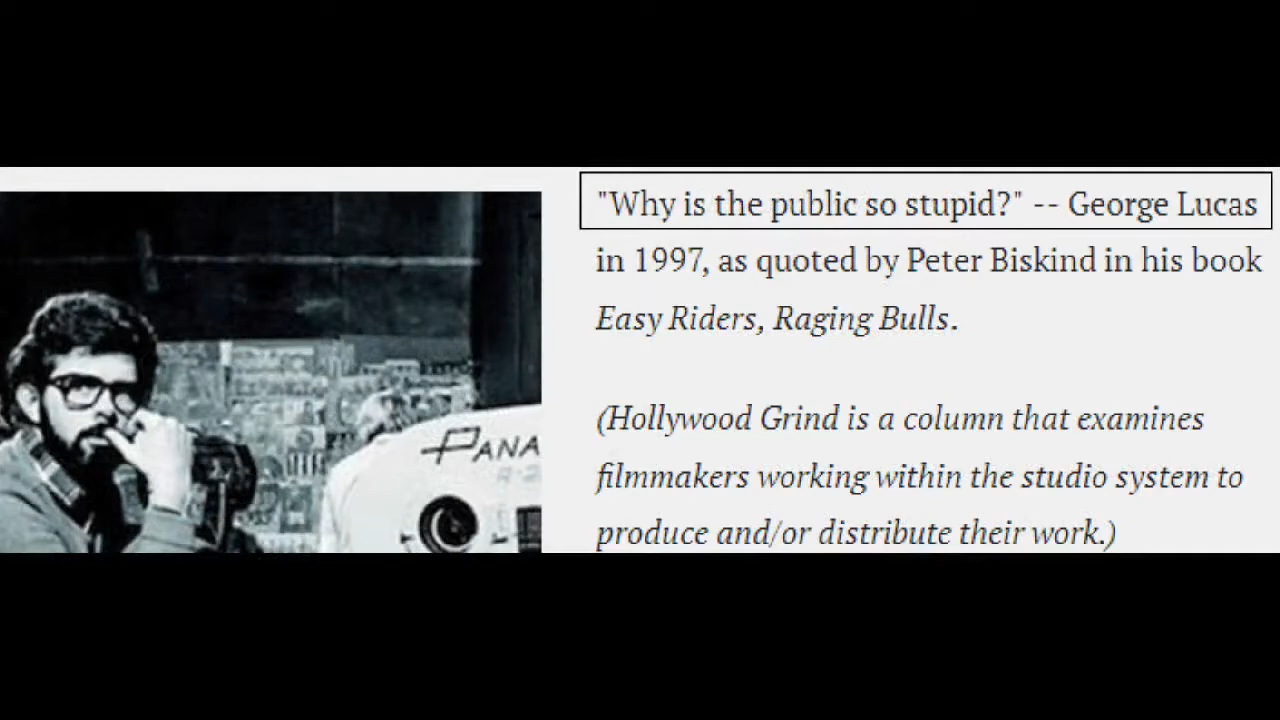 "Why is the public so stupid?" -- George Lucas
in 1997, as quoted by Peter Biskind in his book
Easy Riders, Raging Bulls.
(Hollywood Grind is a column that examines
filmmakers working within the studio system to
produce and/or distribute their work.)
PANA